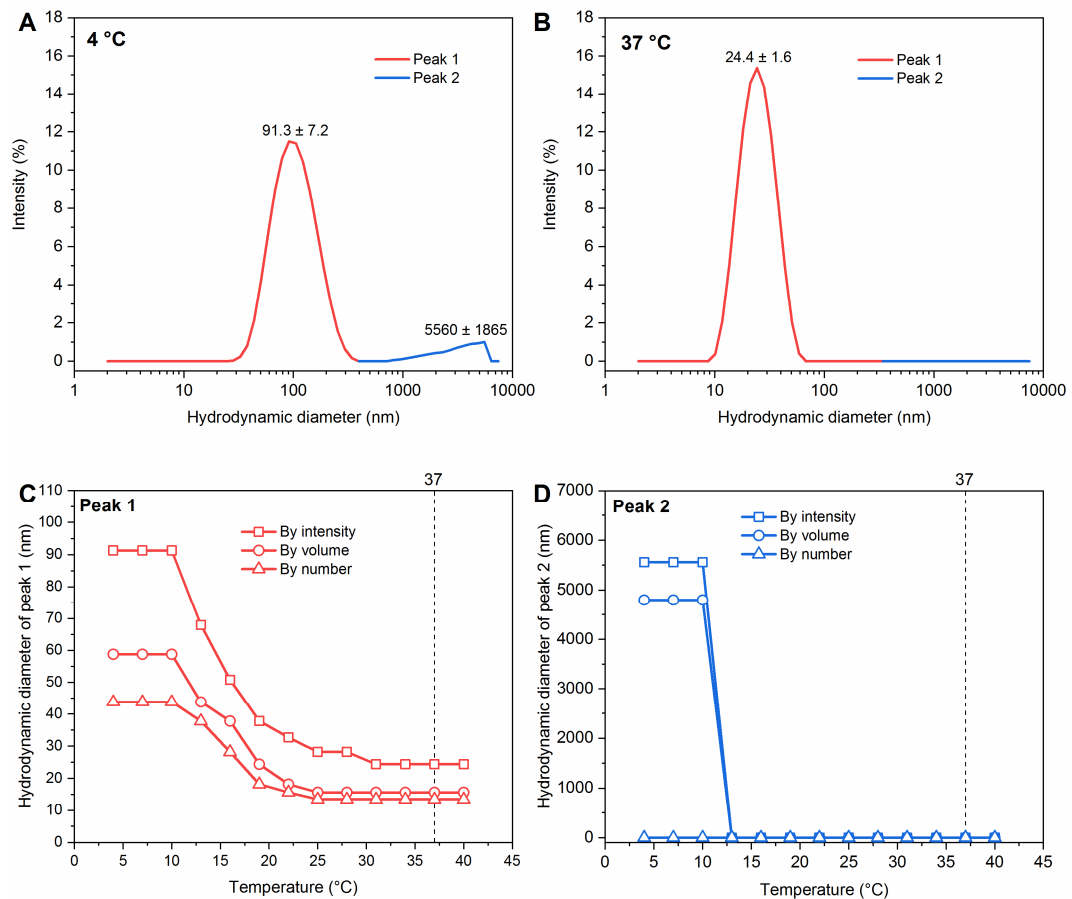 A
4 °C
Peak 1
Peak 2
91.3 ± 7.2
5560 ± 1865
18
16
14
12
10
8
6
4
2
0
Intensity (%)
1 10 100 1000 10000
Hydrodynamic diameter (nm)
B
37 °C
24.4 ± 1.6
Peak 1
Peak 2
18
16
14
12
10
8
6
4
2
0
Intensity (%)
1 10 100 1000 10000
Hydrodynamic diameter (nm)
C
Peak 1
37
By intensity
By volume
By number
110
100
90
80
70
60
50
40
30
20
10
0
Hydrodynamic diameter of peak 1 (nm)
0 5 10 15 20 25 30 35 40 45
Temperature (°C)
D
Peak 2
37
By intensity
By volume
By number
7000
6000
5000
4000
3000
2000
1000
0
Hydrodynamic diameter of peak 2 (nm)
0 5 10 15 20 25 30 35 40 45
Temperature (°C)